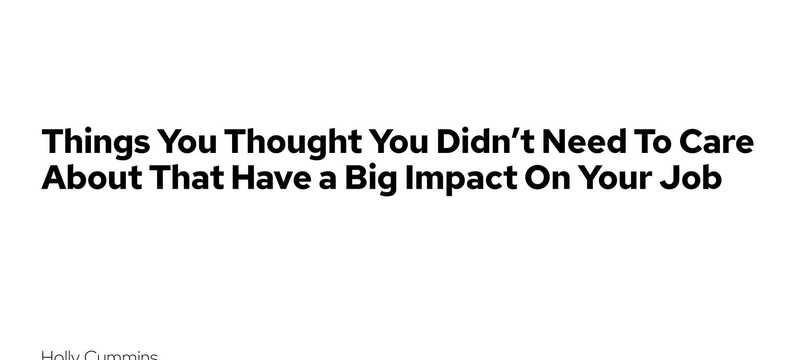 Things You Thought You Didn’t Need To Care
About That Have a Big Impact On Your Job
Holly Cummins